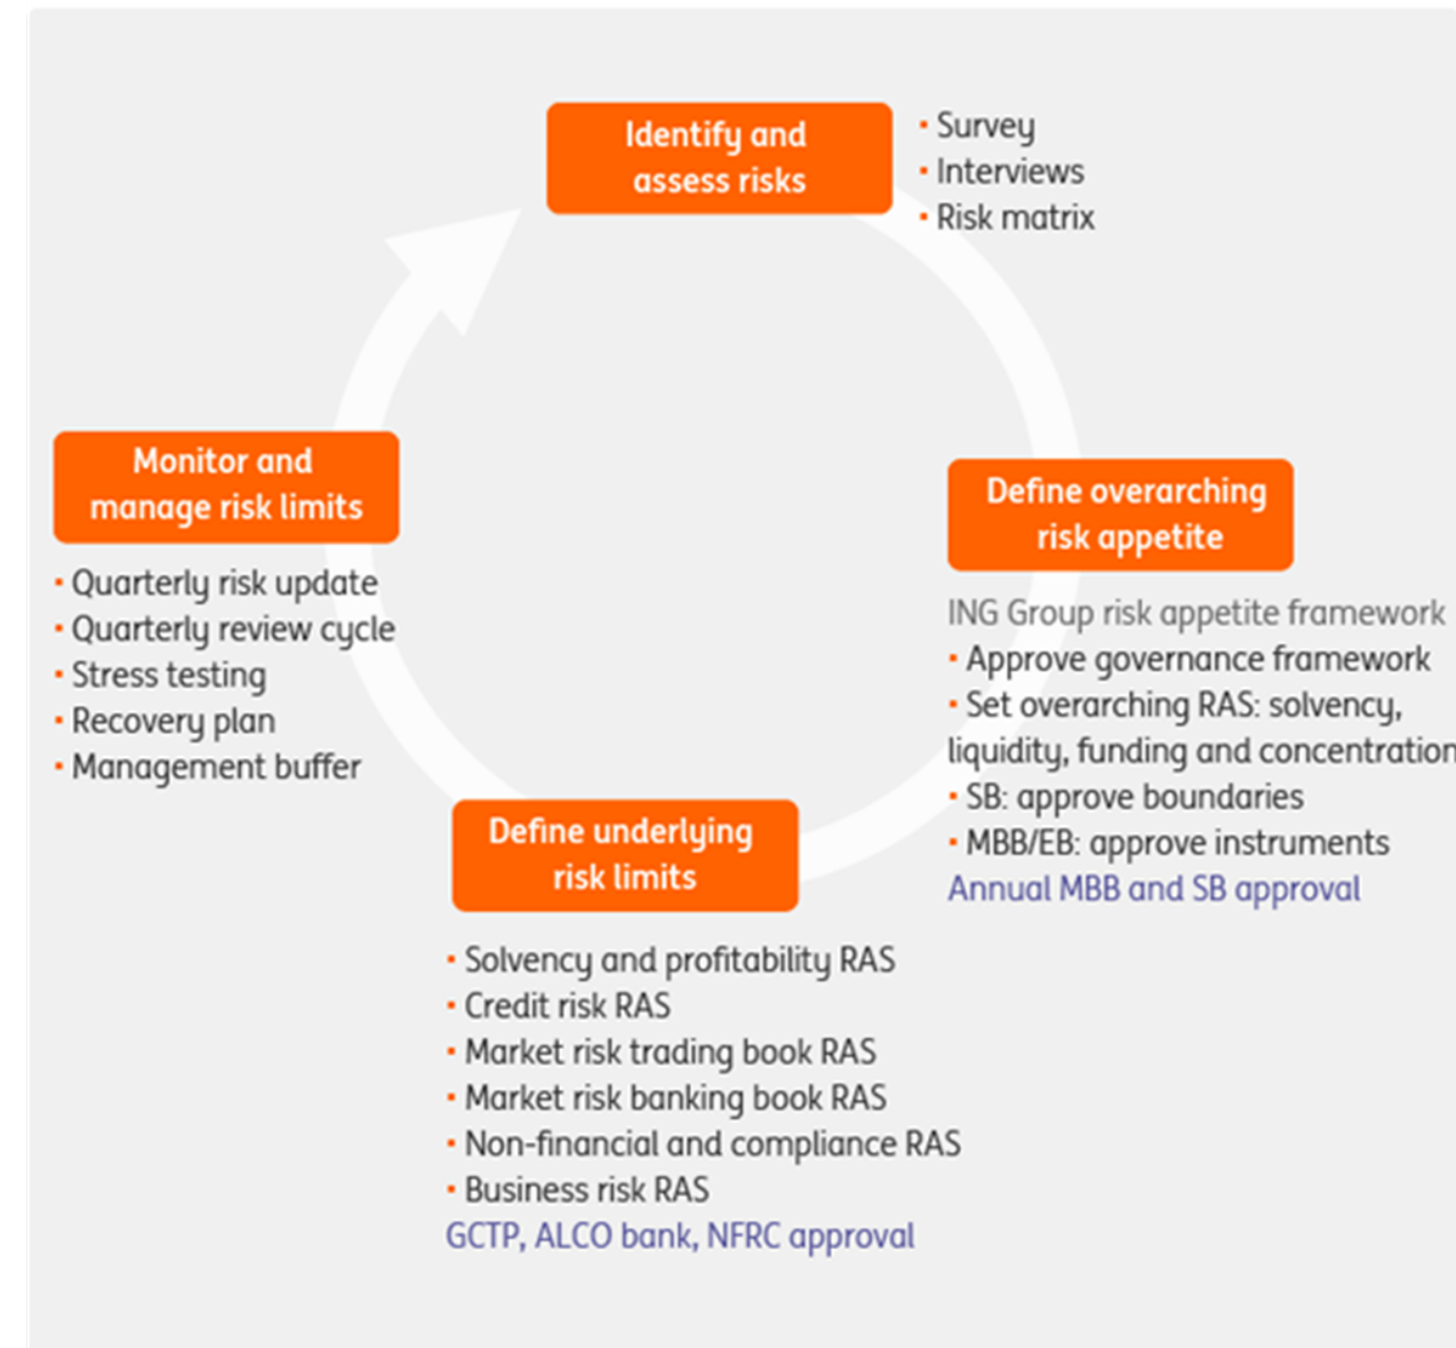 Identify and
assess risks
· Survey
· Interviews
· Risk matrix
Define overarching
risk appetite
ING Group risk appetite framework
· Approve governance framework
· Set overarching RAS: solvency,
liquidity, funding and concentration
· SB: approve boundaries
· MBB/EB: approve instruments
Annual MBB and SB approval
Define underlying
risk limits
· Solvency and profitability RAS
· Credit risk RAS
· Market risk trading book RAS
· Market risk banking book RAS
· Non-financial and compliance RAS
· Business risk RAS
GCTP, ALCO bank, NFRC approval
Monitor and
manage risk limits
· Quarterly risk update
· Quarterly review cycle
· Stress testing
· Recovery plan
· Management buffer